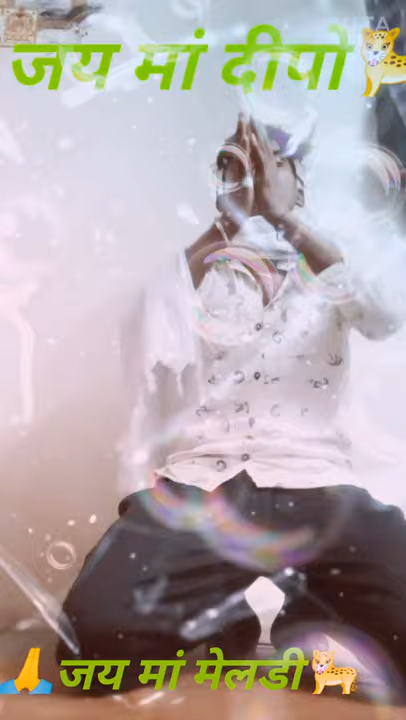 जय मां दीपो🐆
🙏जय मां मेलडी🐆